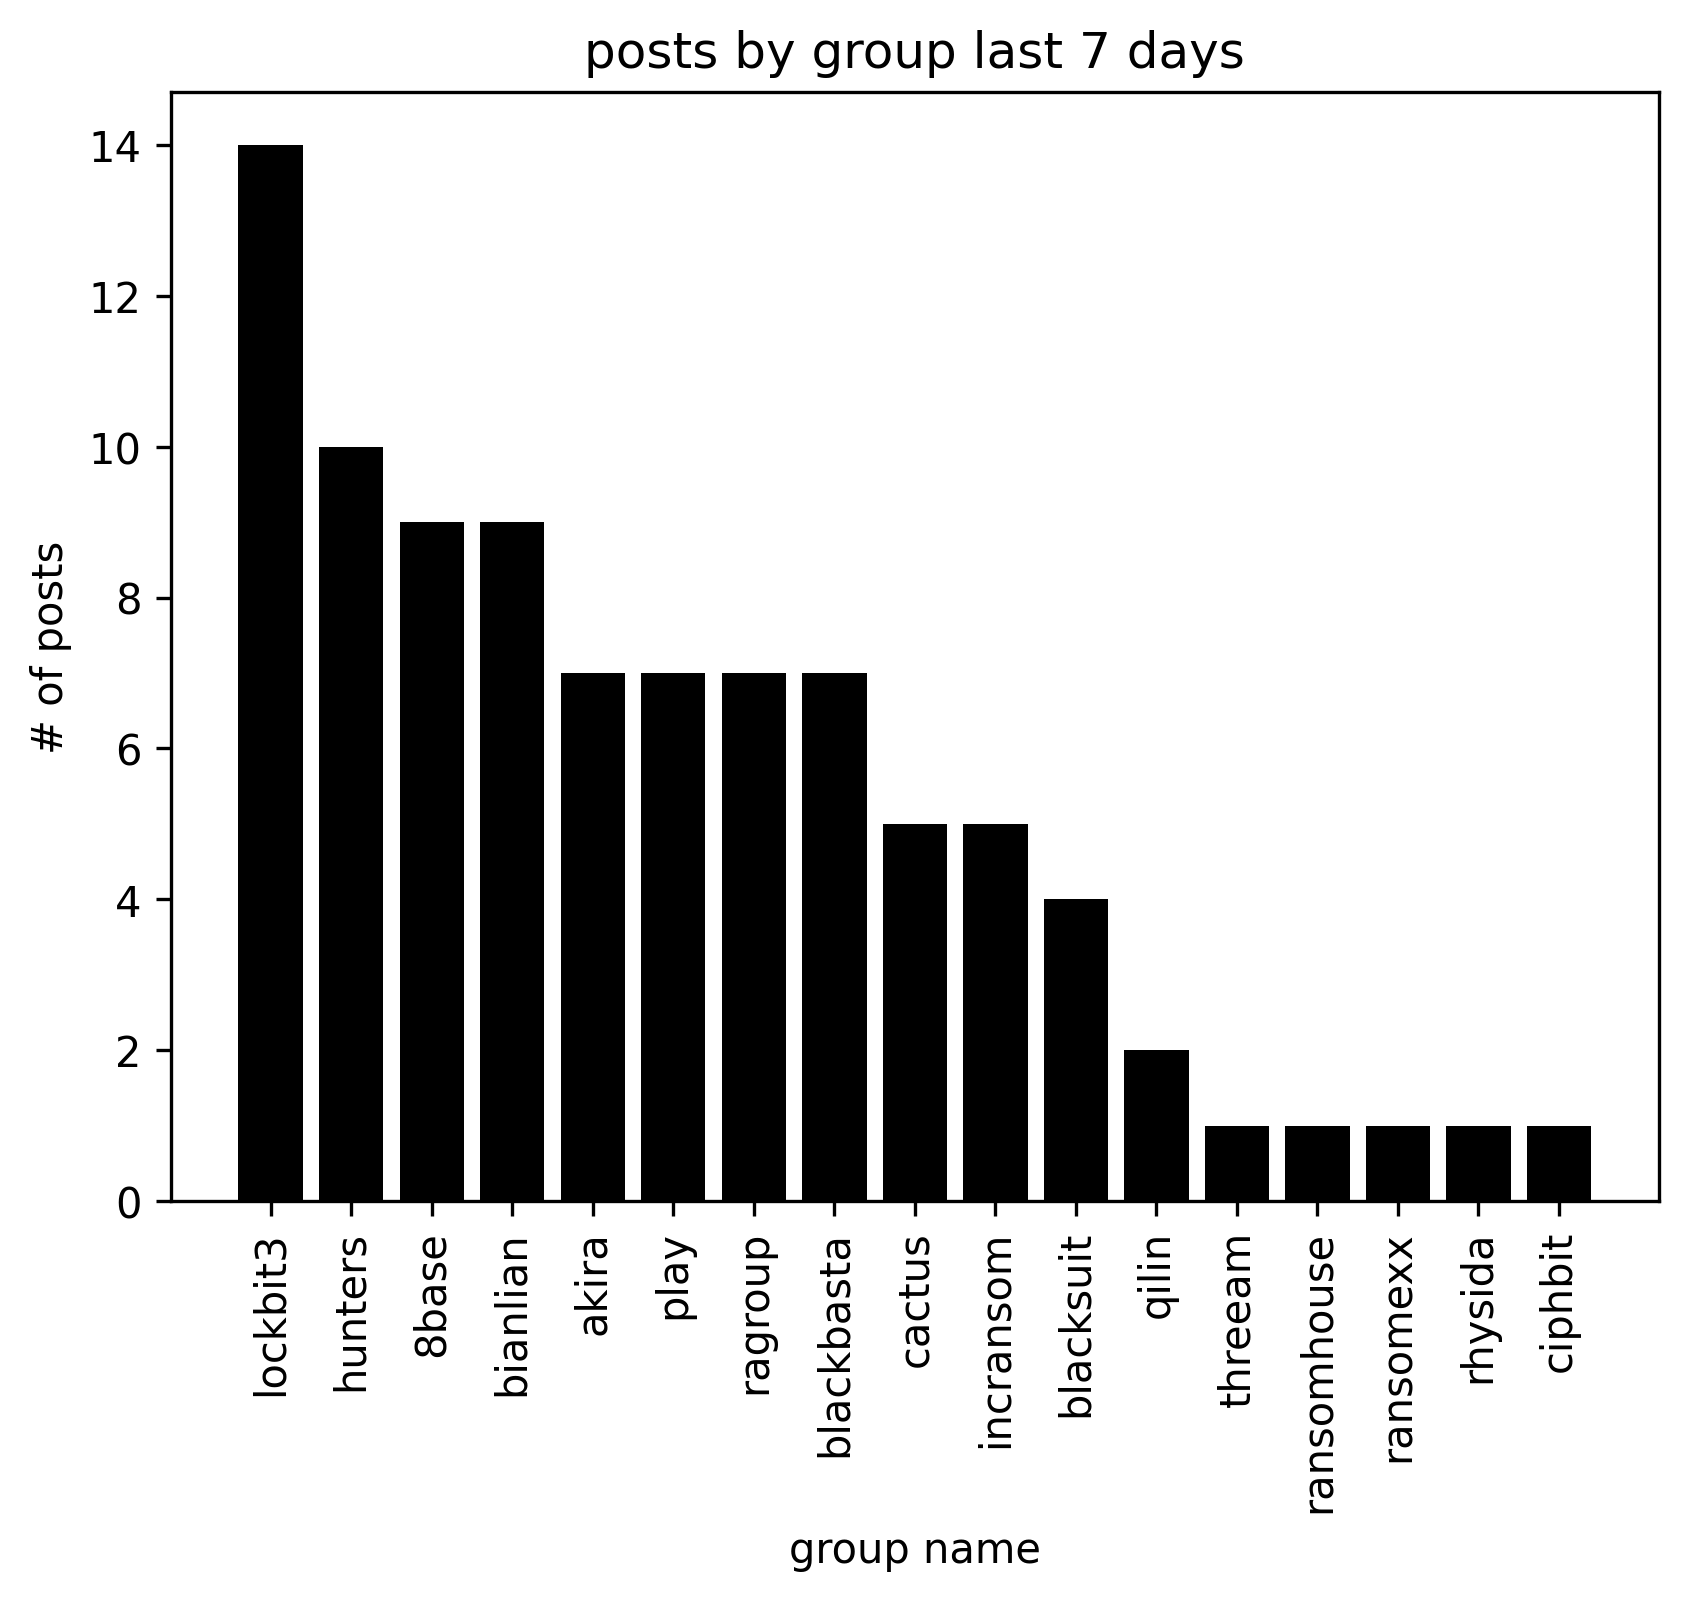 posts by group last 7 days
# of posts
14
12
10
8
6
4
2
0
lockbit3
hunters
8base
bianlian
akira
play
ragroup
blackbasta
cactus
incransom
blacksuit
qilin
threeam
ransomhouse
ransomexx
rhysida
ciphbit
group name